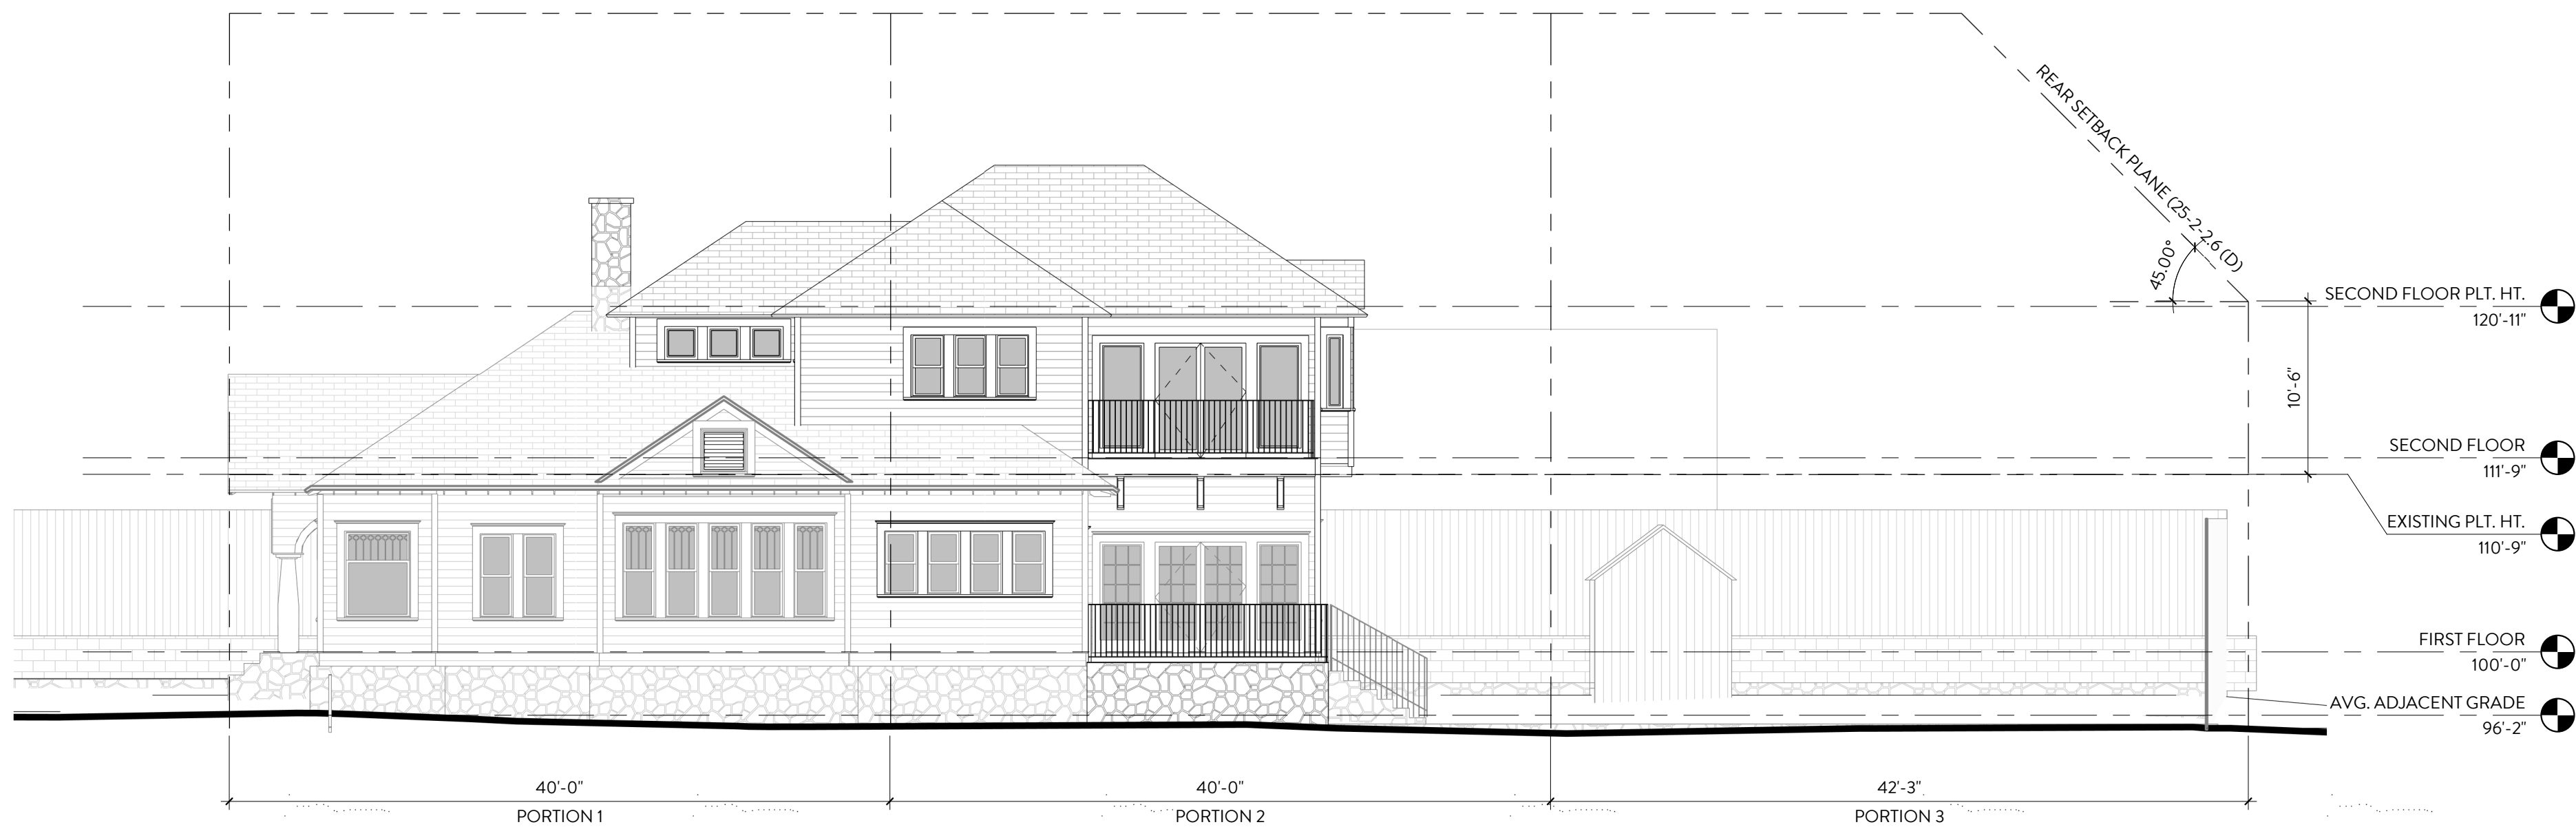 REAR SETBACK PLANE (25-2-2.6 (D)
45.00°
SECOND FLOOR PLT. HT.
120'-11"
10'-6"
SECOND FLOOR
111'-9"
EXISTING PLT. HT.
110'-9"
FIRST FLOOR
100'-0"
AVG. ADJACENT GRADE
96'-2"
40'-0"
PORTION 1
40'-0"
PORTION 2
42'-3"
PORTION 3